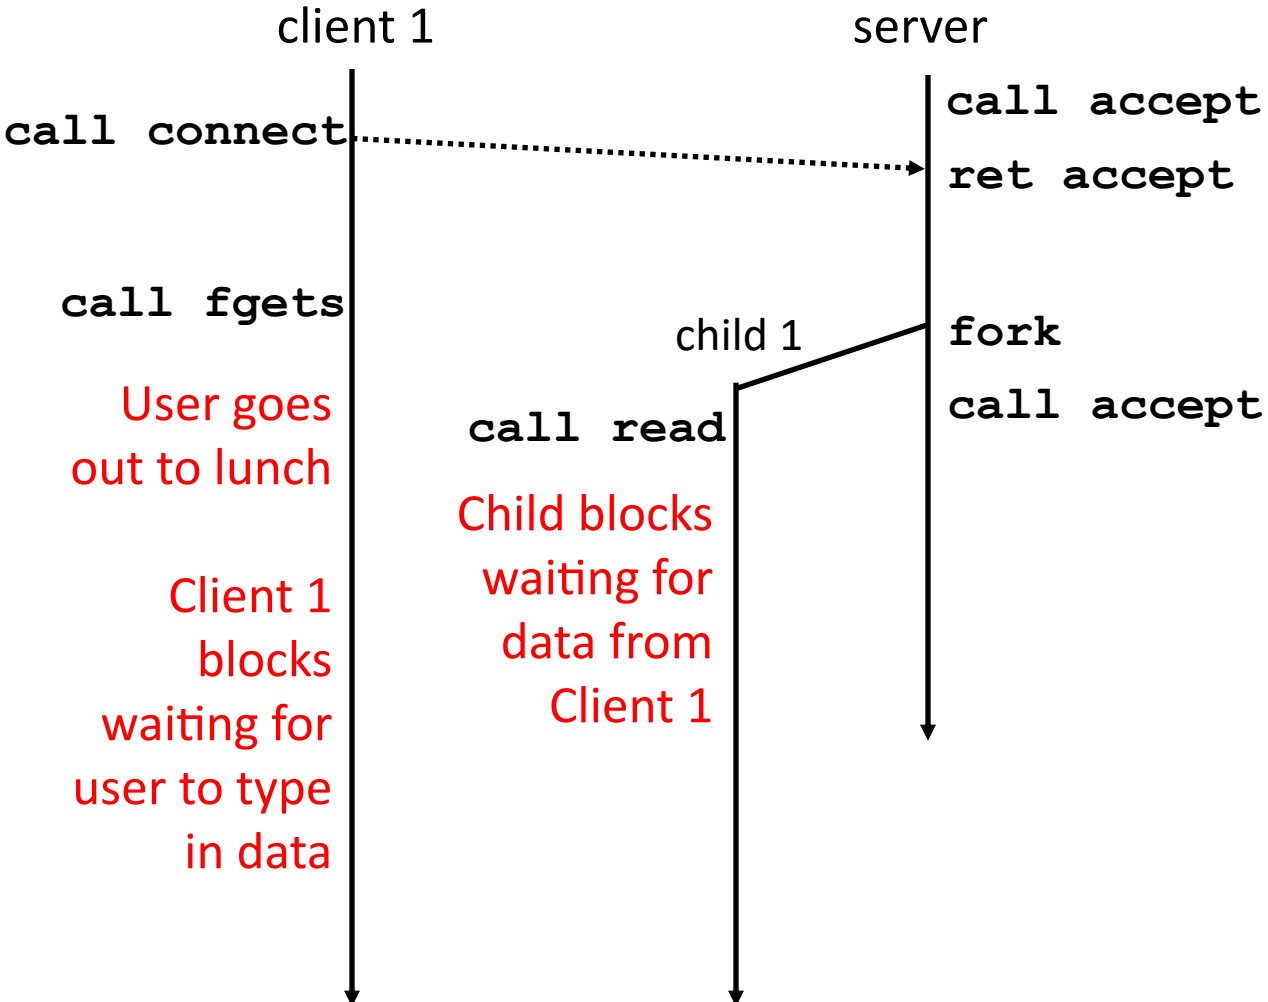 client 1
server
call connect
call accept
ret accept
call fgets
child 1
fork
call accept
User goes
out to lunch
call read
Client 1
blocks
waiting for
user to type
in data
Child blocks
waiting for
data from
Client 1